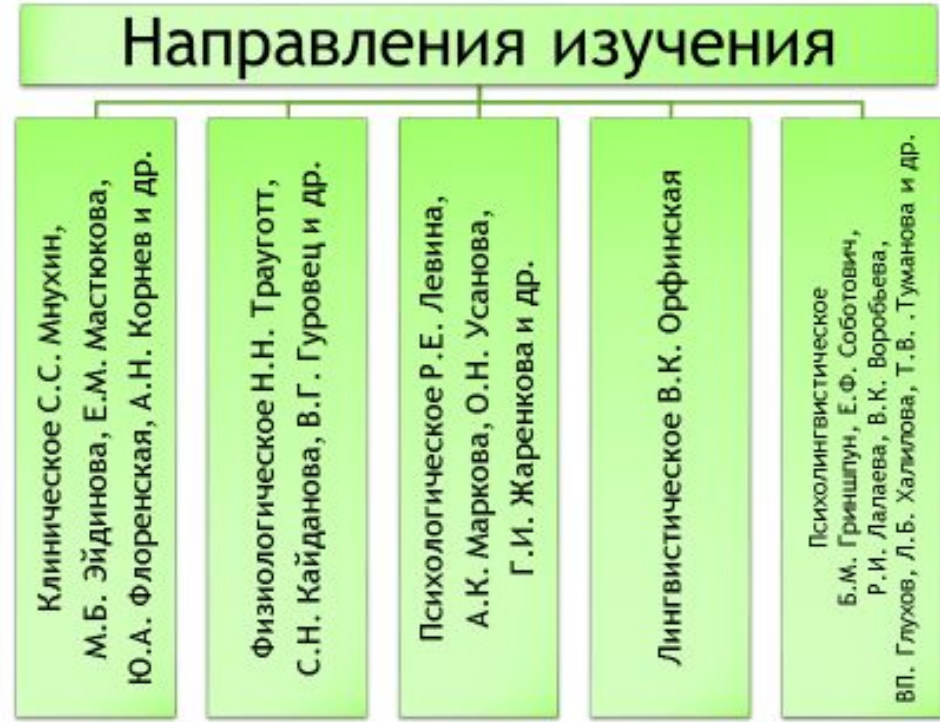 Направления изучения
Клиническое С.С. Мнухин,
М.Б. Эйдинова, Е.М. Мастюкова,
Ю.А. Флоренская, А.Н. Корнев и др.
Физиологическое Н.Н. Трауготт,
С.Н. Кайданова, В.Г. Гуровец и др.
Психологическое Р.Е. Левина,
А.К. Маркова, О.Н. Усанова,
Г.И. Жаренкова и др.
Лингвистическое В.К. Орфинская
Психолингвистическое
Б.М. Гриншпун, Е.Ф. Соботович,
Р.И. Лалаева, В.К. Воробьева,
ВП. Глухов, Л.Б. Халилова, Т.В. .Туманова и др.